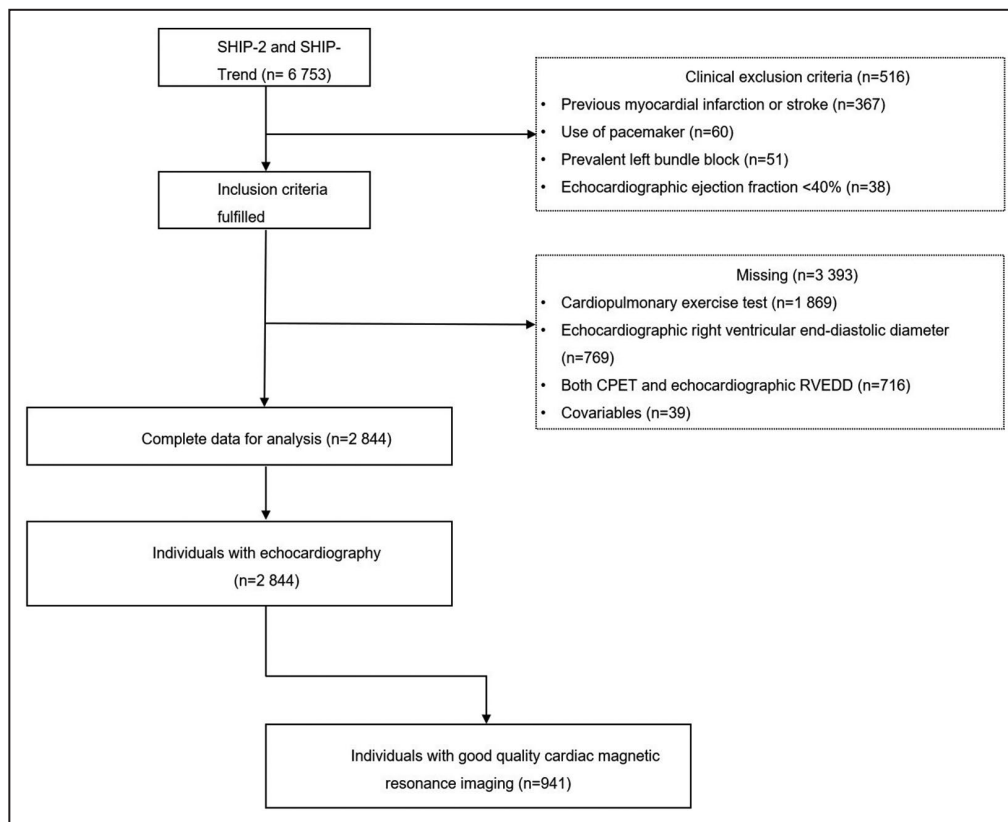 SHIP-2 and SHIP-
Trend (n= 6 753)
Clinical exclusion criteria (n=516)
• Previous myocardial infarction or stroke (n=367)
• Use of pacemaker (n=60)
• Prevalent left bundle block (n=51)
• Echocardiographic ejection fraction <40% (n=38)
Inclusion criteria
fulfilled
Missing (n=3 393)
• Cardiopulmonary exercise test (n=1 869)
• Echocardiographic right ventricular end-diastolic diameter
(n=769)
• Both CPET and echocardiographic RVEDD (n=716)
• Covariables (n=39)
Complete data for analysis (n=2 844)
Individuals with echocardiography
(n=2 844)
Individuals with good quality cardiac magnetic
resonance imaging (n=941)